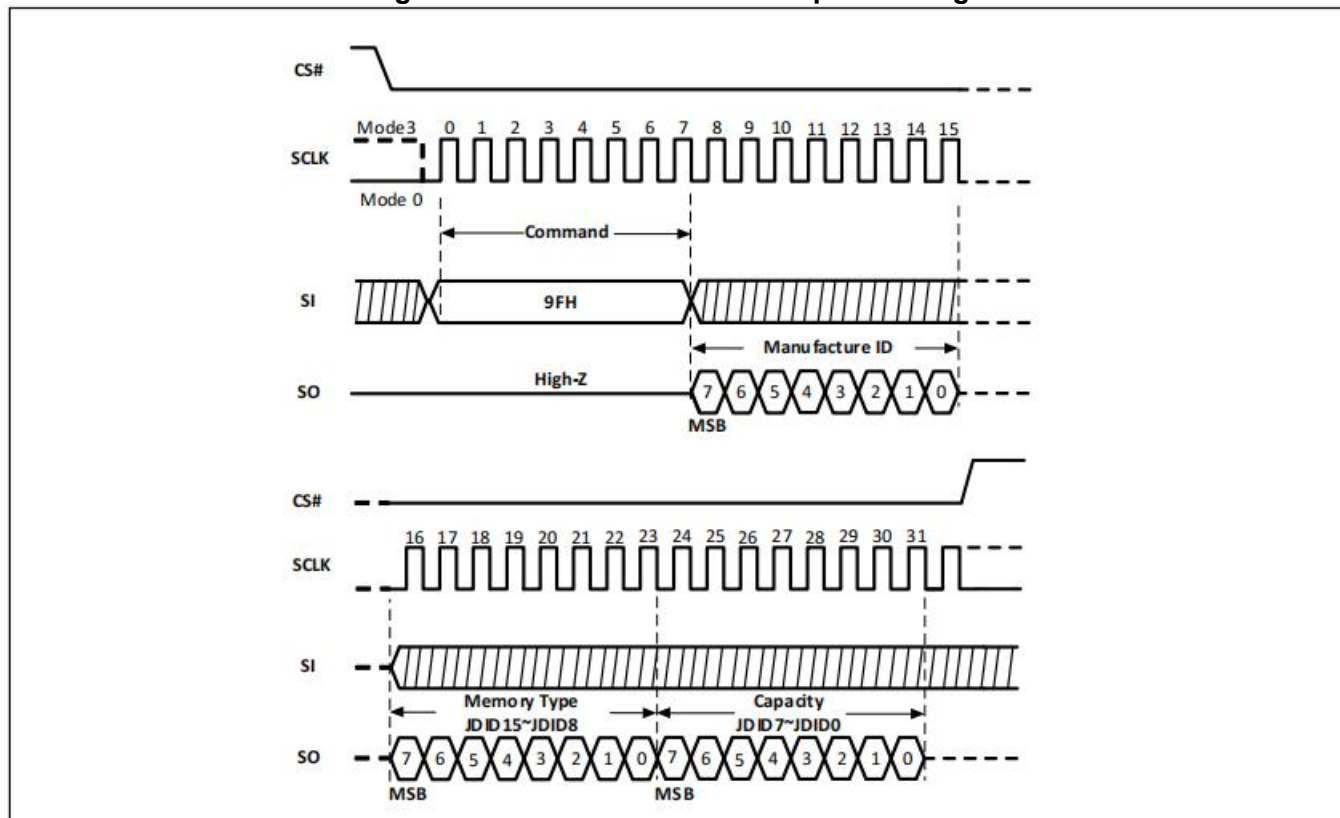 CS#
Mode3 0 1 2 3 4 5 6 7 8 9 10 11 12 13 14 15
SCLK
Mode 0
Command
SI 9FH
Manufacture ID
High-Z
SO 7 6 5 4 3 2 1 0
MSB
CS#
16 17 18 19 20 21 22 23 24 25 26 27 28 29 30 31
SCLK
SI
Memory Type Capacity
JDID15~JDID8 JDID7~JDID0
SO 7 6 5 4 3 2 1 0 7 6 5 4 3 2 1 0
MSB MSB